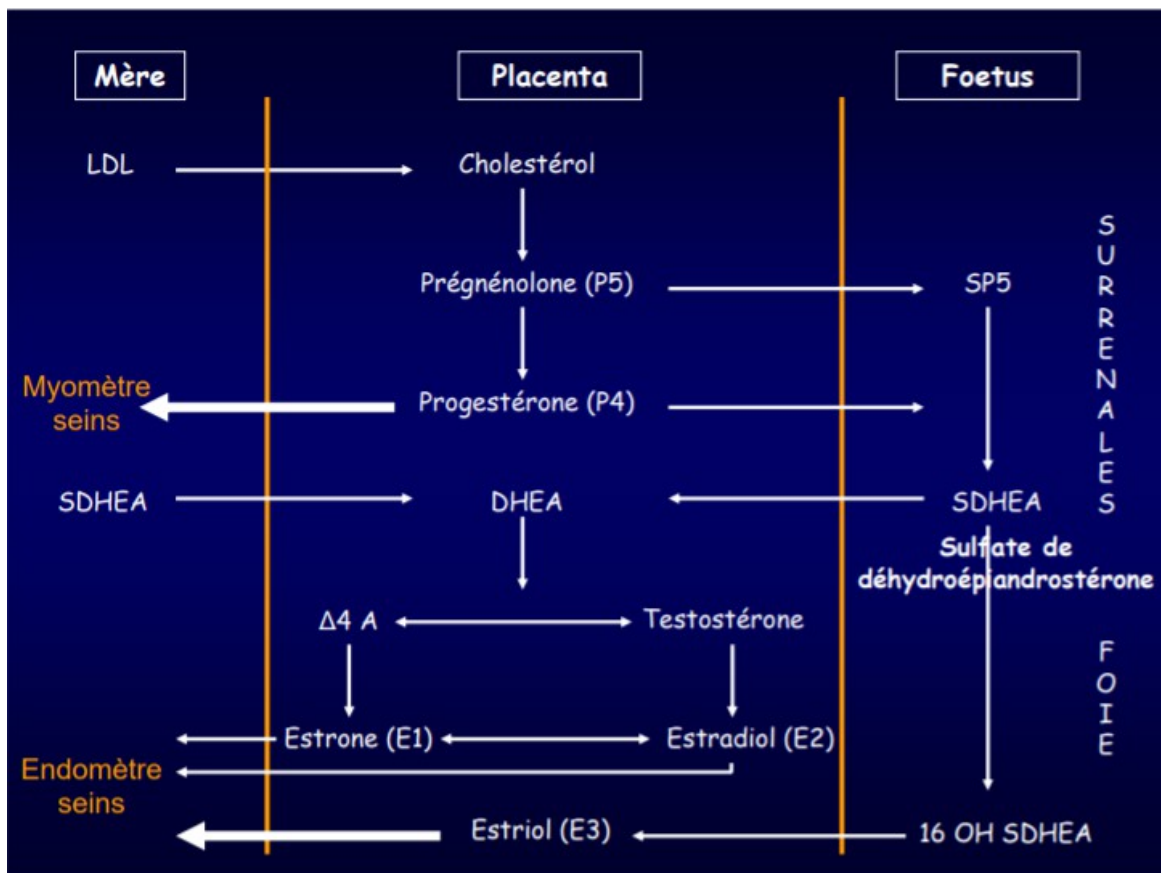 Mère
Placenta
Foetus
LDL
Cholestérol
Prégnénolone (P5)
SP5
Myomètre
seins
Progestérone (P4)
SURRENALES
SDHEA
DHEA
SDHEA
Sulfate de
déhydroépiandrostérone
Δ4 A
Testostérone
FOIE
Estrone (E1)
Estradiol (E2)
Endomètre
seins
Estriol (E3)
16 OH SDHEA